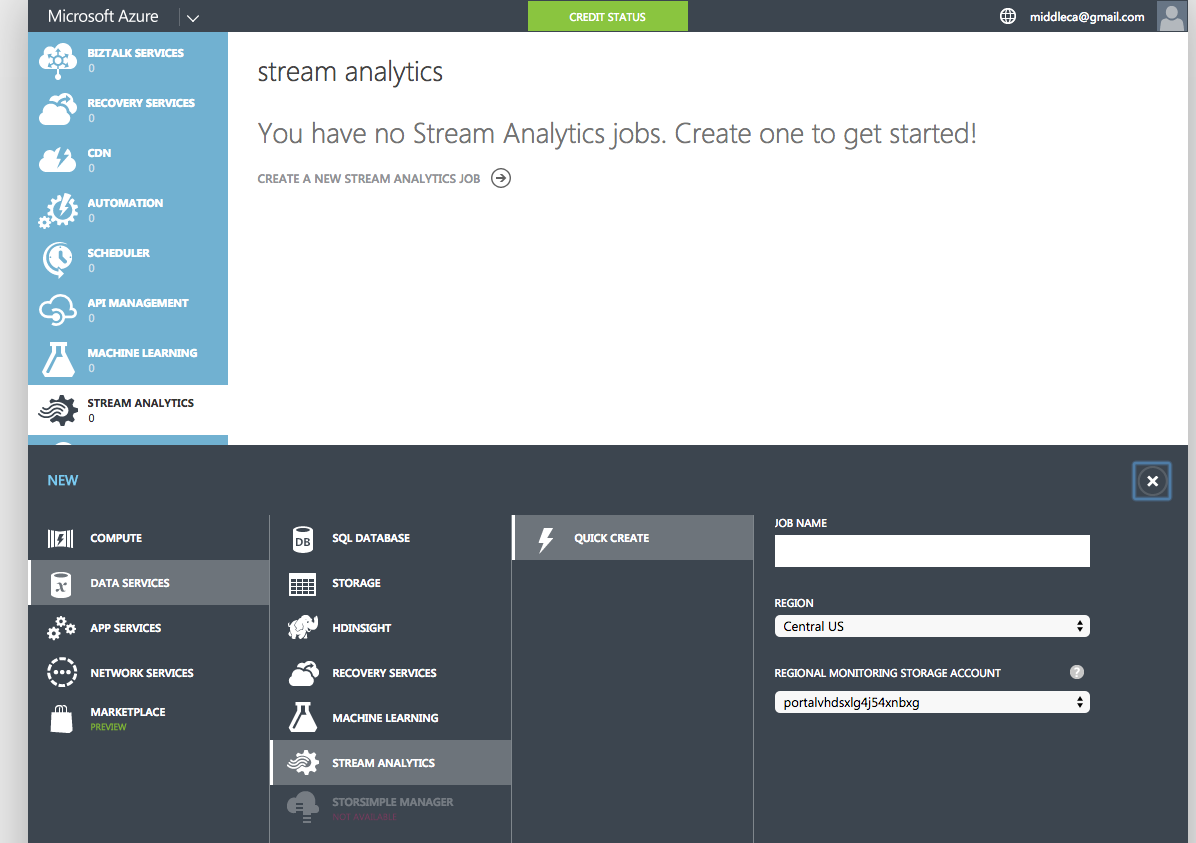 Microsoft Azure
CREDIT STATUS
middleca@gmail.com
BIZTALK SERVICES
0
RECOVERY SERVICES
0
CDN
0
AUTOMATION
0
SCHEDULER
0
API MANAGEMENT
0
MACHINE LEARNING
0
STREAM ANALYTICS
0
stream analytics
You have no Stream Analytics jobs. Create one to get started!
CREATE A NEW STREAM ANALYTICS JOB
NEW
COMPUTE
DATA SERVICES
APP SERVICES
NETWORK SERVICES
MARKETPLACE
PREVIEW
DB
SQL DATABASE
STORAGE
HDINSIGHT
RECOVERY SERVICES
MACHINE LEARNING
STREAM ANALYTICS
STORSIMPLE MANAGER
NOT AVAILABLE
QUICK CREATE
JOB NAME
REGION
Central US
REGIONAL MONITORING STORAGE ACCOUNT ?
portalvhdsxlg4j54xnbxg